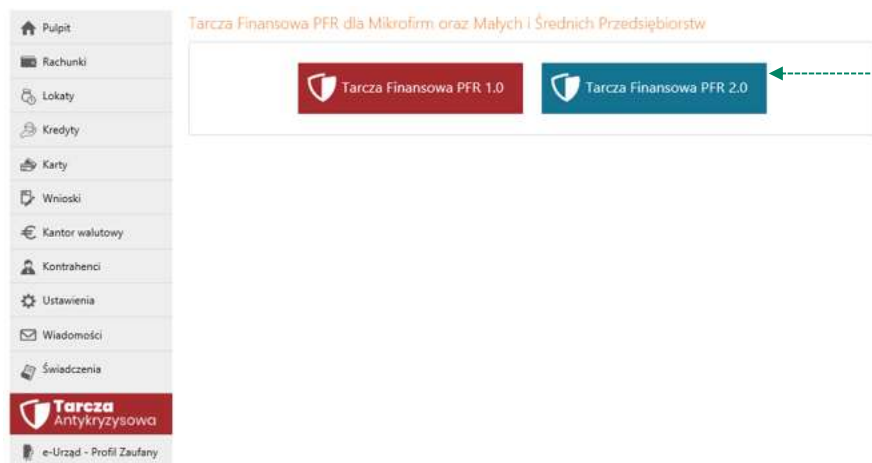 Pulpit
Rachunki
Lokaty
Kredyty
Karty
Wnioski
Kantor walutowy
Kontrahenci
Ustawienia
Wiadomości
Świadczenia
Tarcza
Antykryzysowa
e-Urząd - Profil Zaufany
Tarcza Finansowa PFR dla Mikrofirm oraz Małych i Średnich Przedsiębiorstw
Tarcza Finansowa PFR 1.0
Tarcza Finansowa PFR 2.0